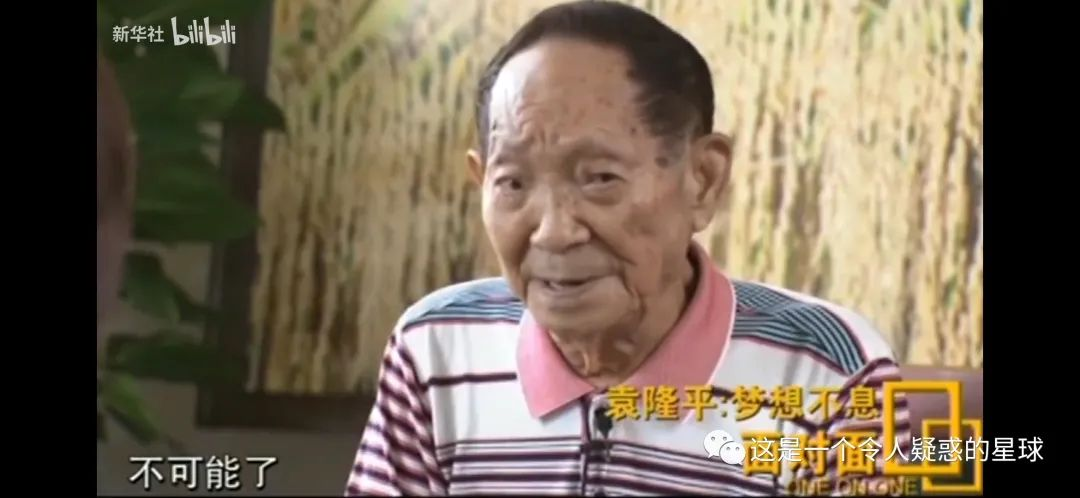 新华社 bilibili
袁隆平:梦想不息
面对面
这是一个令人疑惑的星球
ONE ON ONE
不可能了